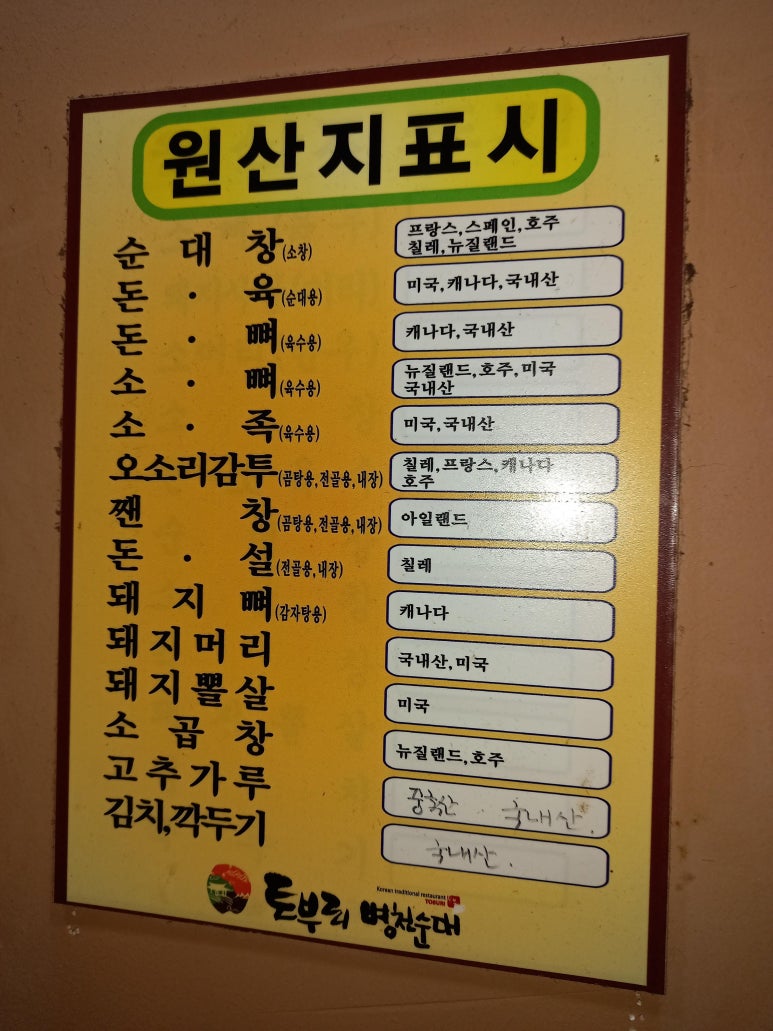 원산지표시
순대창(소창) 프랑스,스페인,호주
칠레,뉴질랜드
돈·육(순대용) 미국,캐나다,국내산
돈·뼈(육수용) 캐나다,국내산
소·뼈(육수용) 뉴질랜드,호주,미국
국내산
소·족(육수용) 미국,국내산
오소리감투(곰탕용,전골용,내장) 칠레,프랑스,캐나다
호주
짼창(곰탕용,전골용,내장) 아일랜드
돈·설(전골용,내장) 칠레
돼지뼈(감자탕용) 캐나다
돼지머리 국내산,미국
돼지뽈살 미국
소곱창 뉴질랜드,호주
고추가루 중국산 국내산.
김치,깍두기 국내산.
Korean traditional restaurant
TOBURI
토부리 병천순대